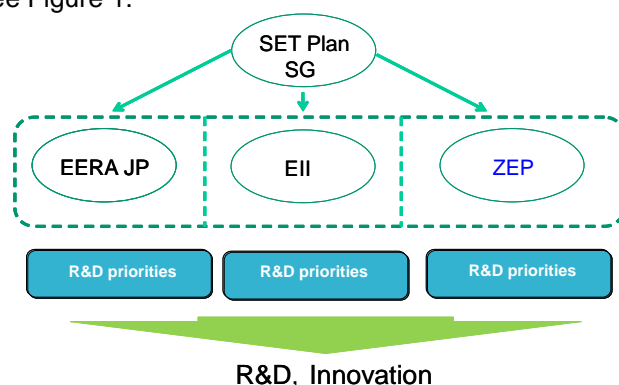 ee Figure 1.
SET Plan
SG
EERA JP
EII
ZEP
R&D priorities
R&D priorities
R&D priorities
R&D, Innovation